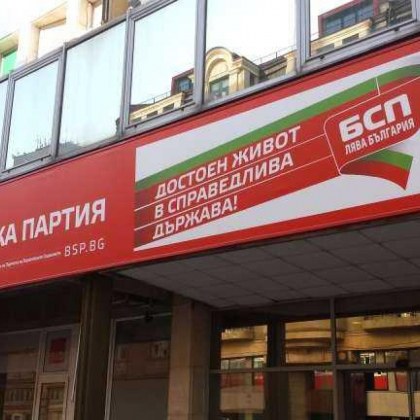 КА ПАРТИЯ
BSP.BG
ДОСТОЕН ЖИВОТ
В СПРАВЕДЛИВА
ДЪРЖАВА!
БСП
ЛЯВА БЪЛГАРИЯ